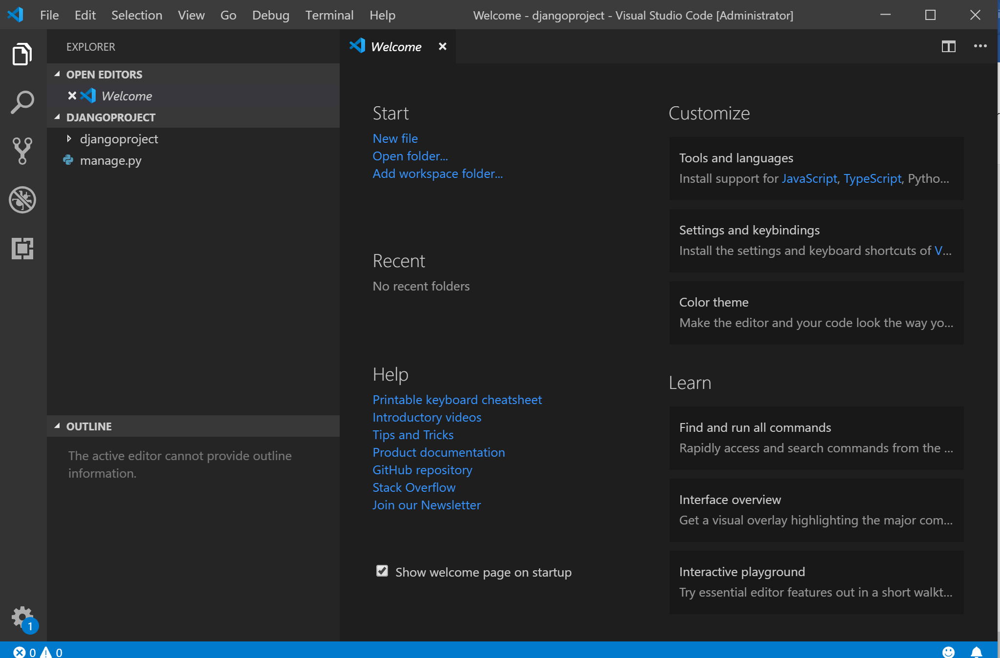 File Edit Selection View Go Debug Terminal Help Welcome - djangoproject - Visual Studio Code [Administrator]
EXPLORER
OPEN EDITORS
Welcome
DJANGOPROJECT
djangoproject
manage.py
OUTLINE
The active editor cannot provide outline
information.
1
Welcome
Start
New file
Open folder...
Add workspace folder...
Recent
No recent folders
Help
Printable keyboard cheatsheet
Introductory videos
Tips and Tricks
Product documentation
GitHub repository
Stack Overflow
Join our Newsletter
Show welcome page on startup
Customize
Tools and languages
Install support for JavaScript, TypeScript, Pytho...
Settings and keybindings
Install the settings and keyboard shortcuts of V...
Color theme
Make the editor and your code look the way yo...
Learn
Find and run all commands
Rapidly access and search commands from the ...
Interface overview
Get a visual overlay highlighting the major com...
Interactive playground
Try essential editor features out in a short walkt...
0 0